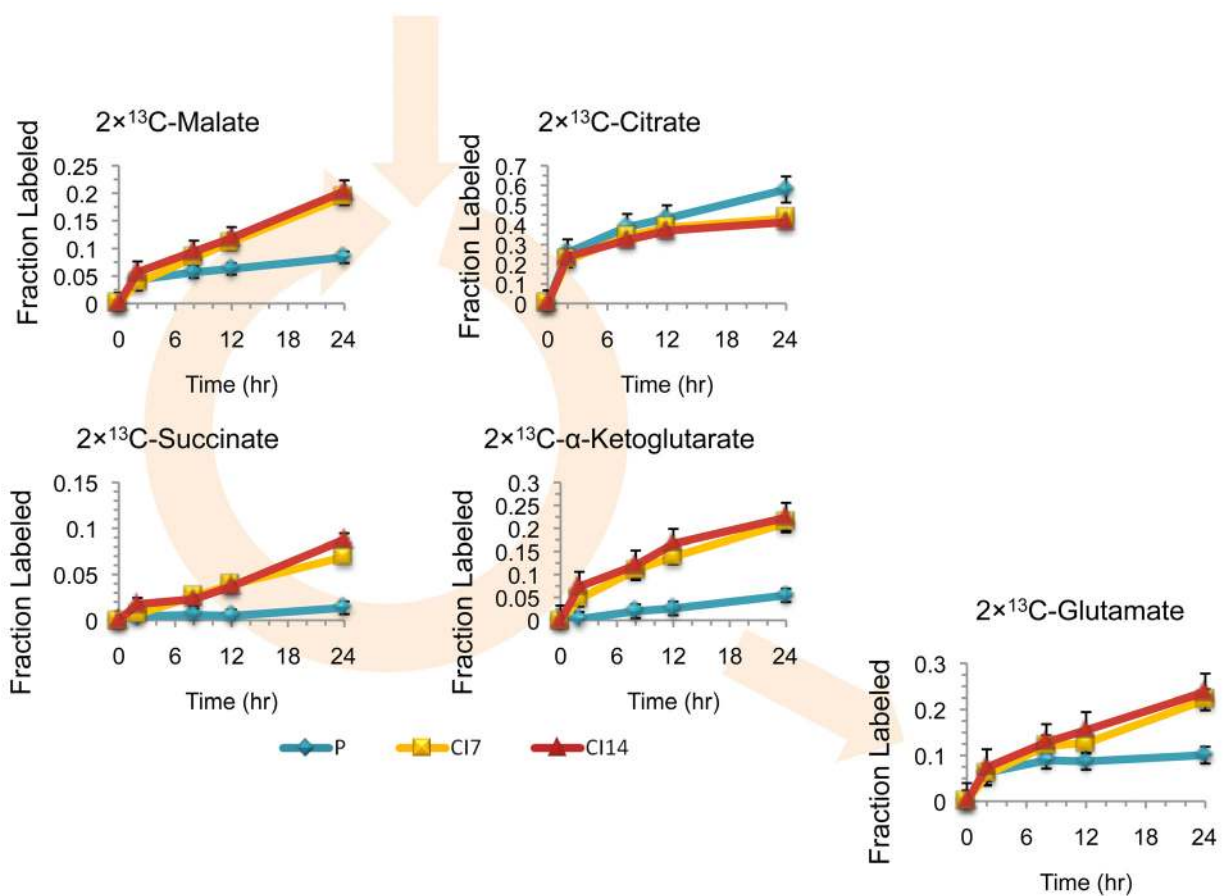 2×¹³C-Malate
Fraction Labeled
0.25
0.2
0.15
0.1
0.05
0
0 6 12 18 24
Time (hr)
2×¹³C-Citrate
Fraction Labeled
0.7
0.6
0.5
0.4
0.3
0.2
0.1
0
0 6 12 18 24
Time (hr)
2×¹³C-Succinate
Fraction Labeled
0.15
0.1
0.05
0
0 6 12 18 24
Time (hr)
2×¹³C-α-Ketoglutarate
Fraction Labeled
0.3
0.25
0.2
0.15
0.1
0.05
0
0 6 12 18 24
Time (hr)
2×¹³C-Glutamate
Fraction Labeled
0.3
0.2
0.1
0
0 6 12 18 24
Time (hr)
P CI7 CI14